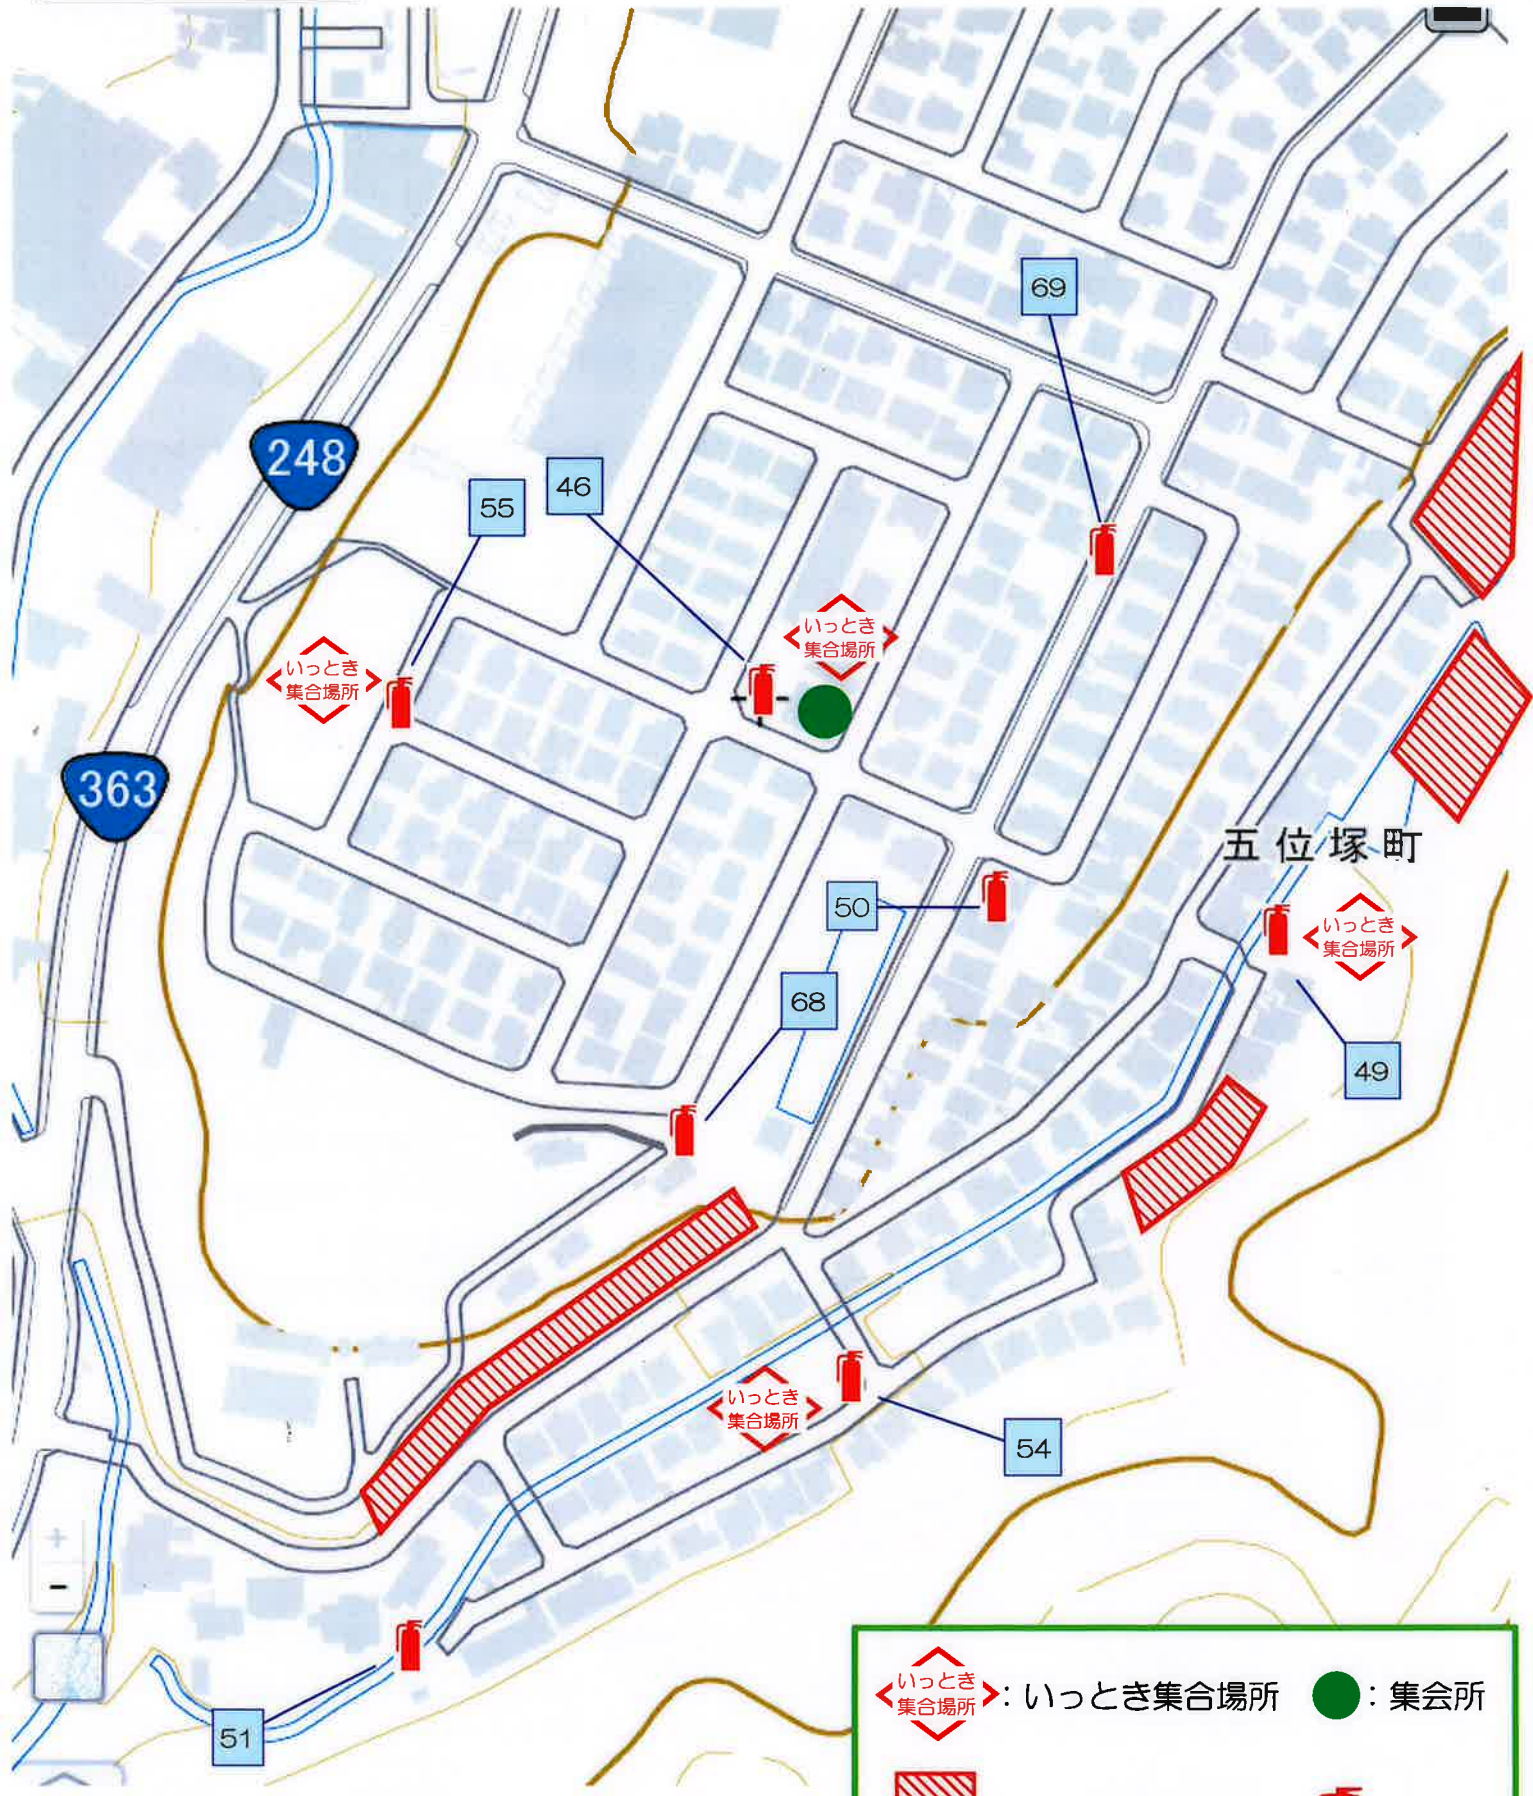 69
248
46
55
いっとき
集合場所
いっとき
集合場所
363
五位塚町
50
いっとき
集合場所
68
49
いっとき
集合場所
54
+
-
いっとき
集合場所
：いっとき集合場所
：集会所
51